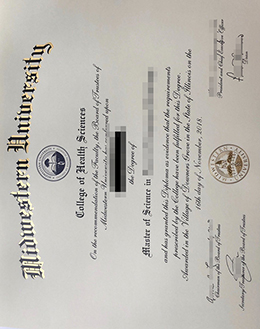 Midwestern University
College of Health Sciences
On the recommendation of the Faculty, the Board of Trustees of
Midwestern University has conferred upon
the Degree of
Master of Science in
and has granted this Diploma in evidence that the requirements
prescribed by the College have been fulfilled for this Degree.
Awarded in the Village of Downers Grove in the State of Illinois on the
16th day of November, 2018.
Chairman of the Board of Trustees
Secretary of the Board of Trustees
President and Chief Executive Officer
Dean